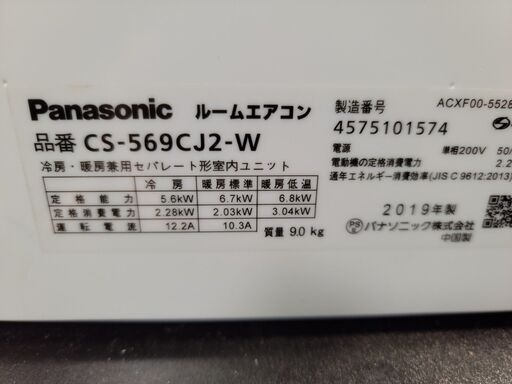 Panasonic ルームエアコン
品番 CS-569CJ2-W
冷房・暖房兼用セパレート形室内ユニット
冷 房 暖房標準 暖房低温
定格能力 5.6kW 6.7kW 6.8kW
定格消費電力 2.28kW 2.03kW 3.04kW
運転電流 12.2A 10.3A
質量 9.0 kg
製造番号 ACXF00-5528
4575101574
電源 単相200V 50/
電動機の定格消費電力 2.2
通年エネルギー消費効率(JIS C 9612:2013)
2019年製
PS E パナソニック株式会社
中国製